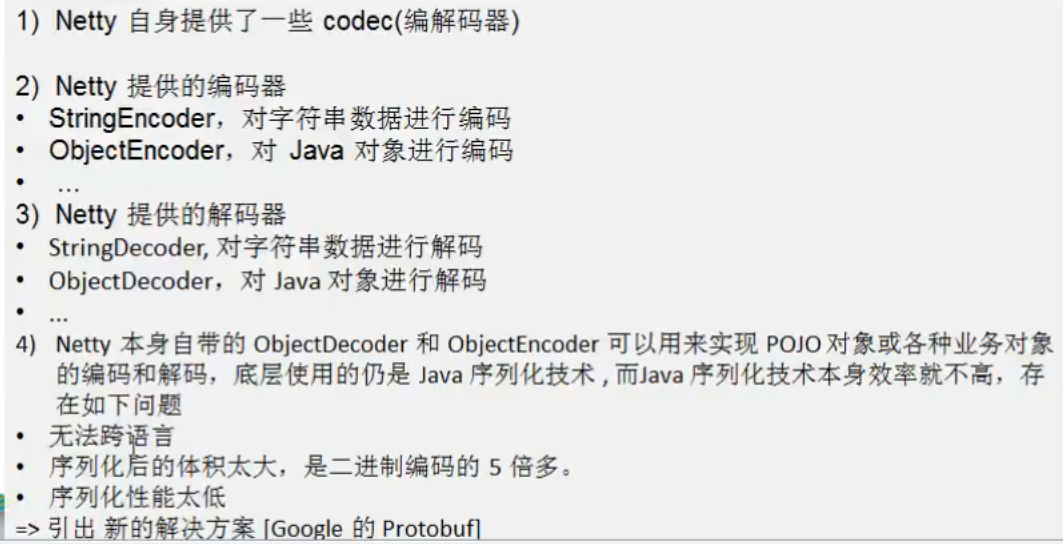 1) Netty 自身提供了一些 codec(编解码器)
2) Netty 提供的编码器
• StringEncoder，对字符串数据进行编码
• ObjectEncoder，对 Java 对象进行编码
• ...
3) Netty 提供的解码器
• StringDecoder, 对字符串数据进行解码
• ObjectDecoder，对 Java 对象进行解码
• ...
4) Netty 本身自带的 ObjectDecoder 和 ObjectEncoder 可以用来实现 POJO 对象或各种业务对象
的编码和解码，底层使用的仍是 Java 序列化技术 , 而Java 序列化技术本身效率就不高，存
在如下问题
• 无法跨语言
• 序列化后的体积太大，是二进制编码的 5 倍多。
• 序列化性能太低
=> 引出 新的解决方案 [Google 的 Protobuf]